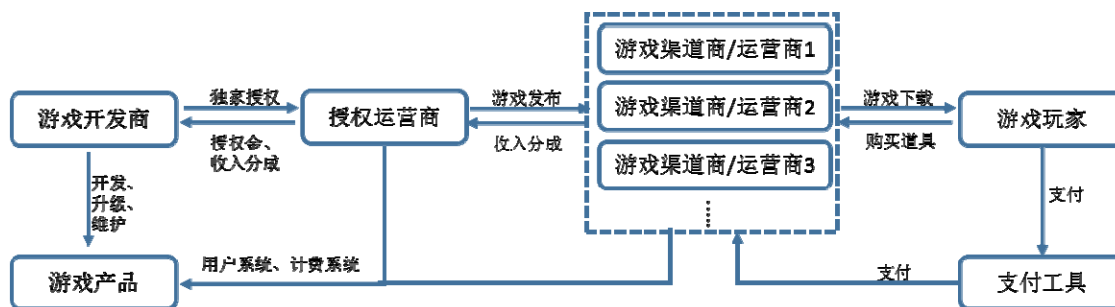 游戏渠道商/运营商1
独家授权
游戏发布
游戏下载
游戏开发商
授权运营商
游戏渠道商/运营商2
游戏玩家
授权金、
收入分成
收入分成
购买道具
游戏渠道商/运营商3
开发、
升级、
维护
支付
用户系统、计费系统
支付
游戏产品
支付工具